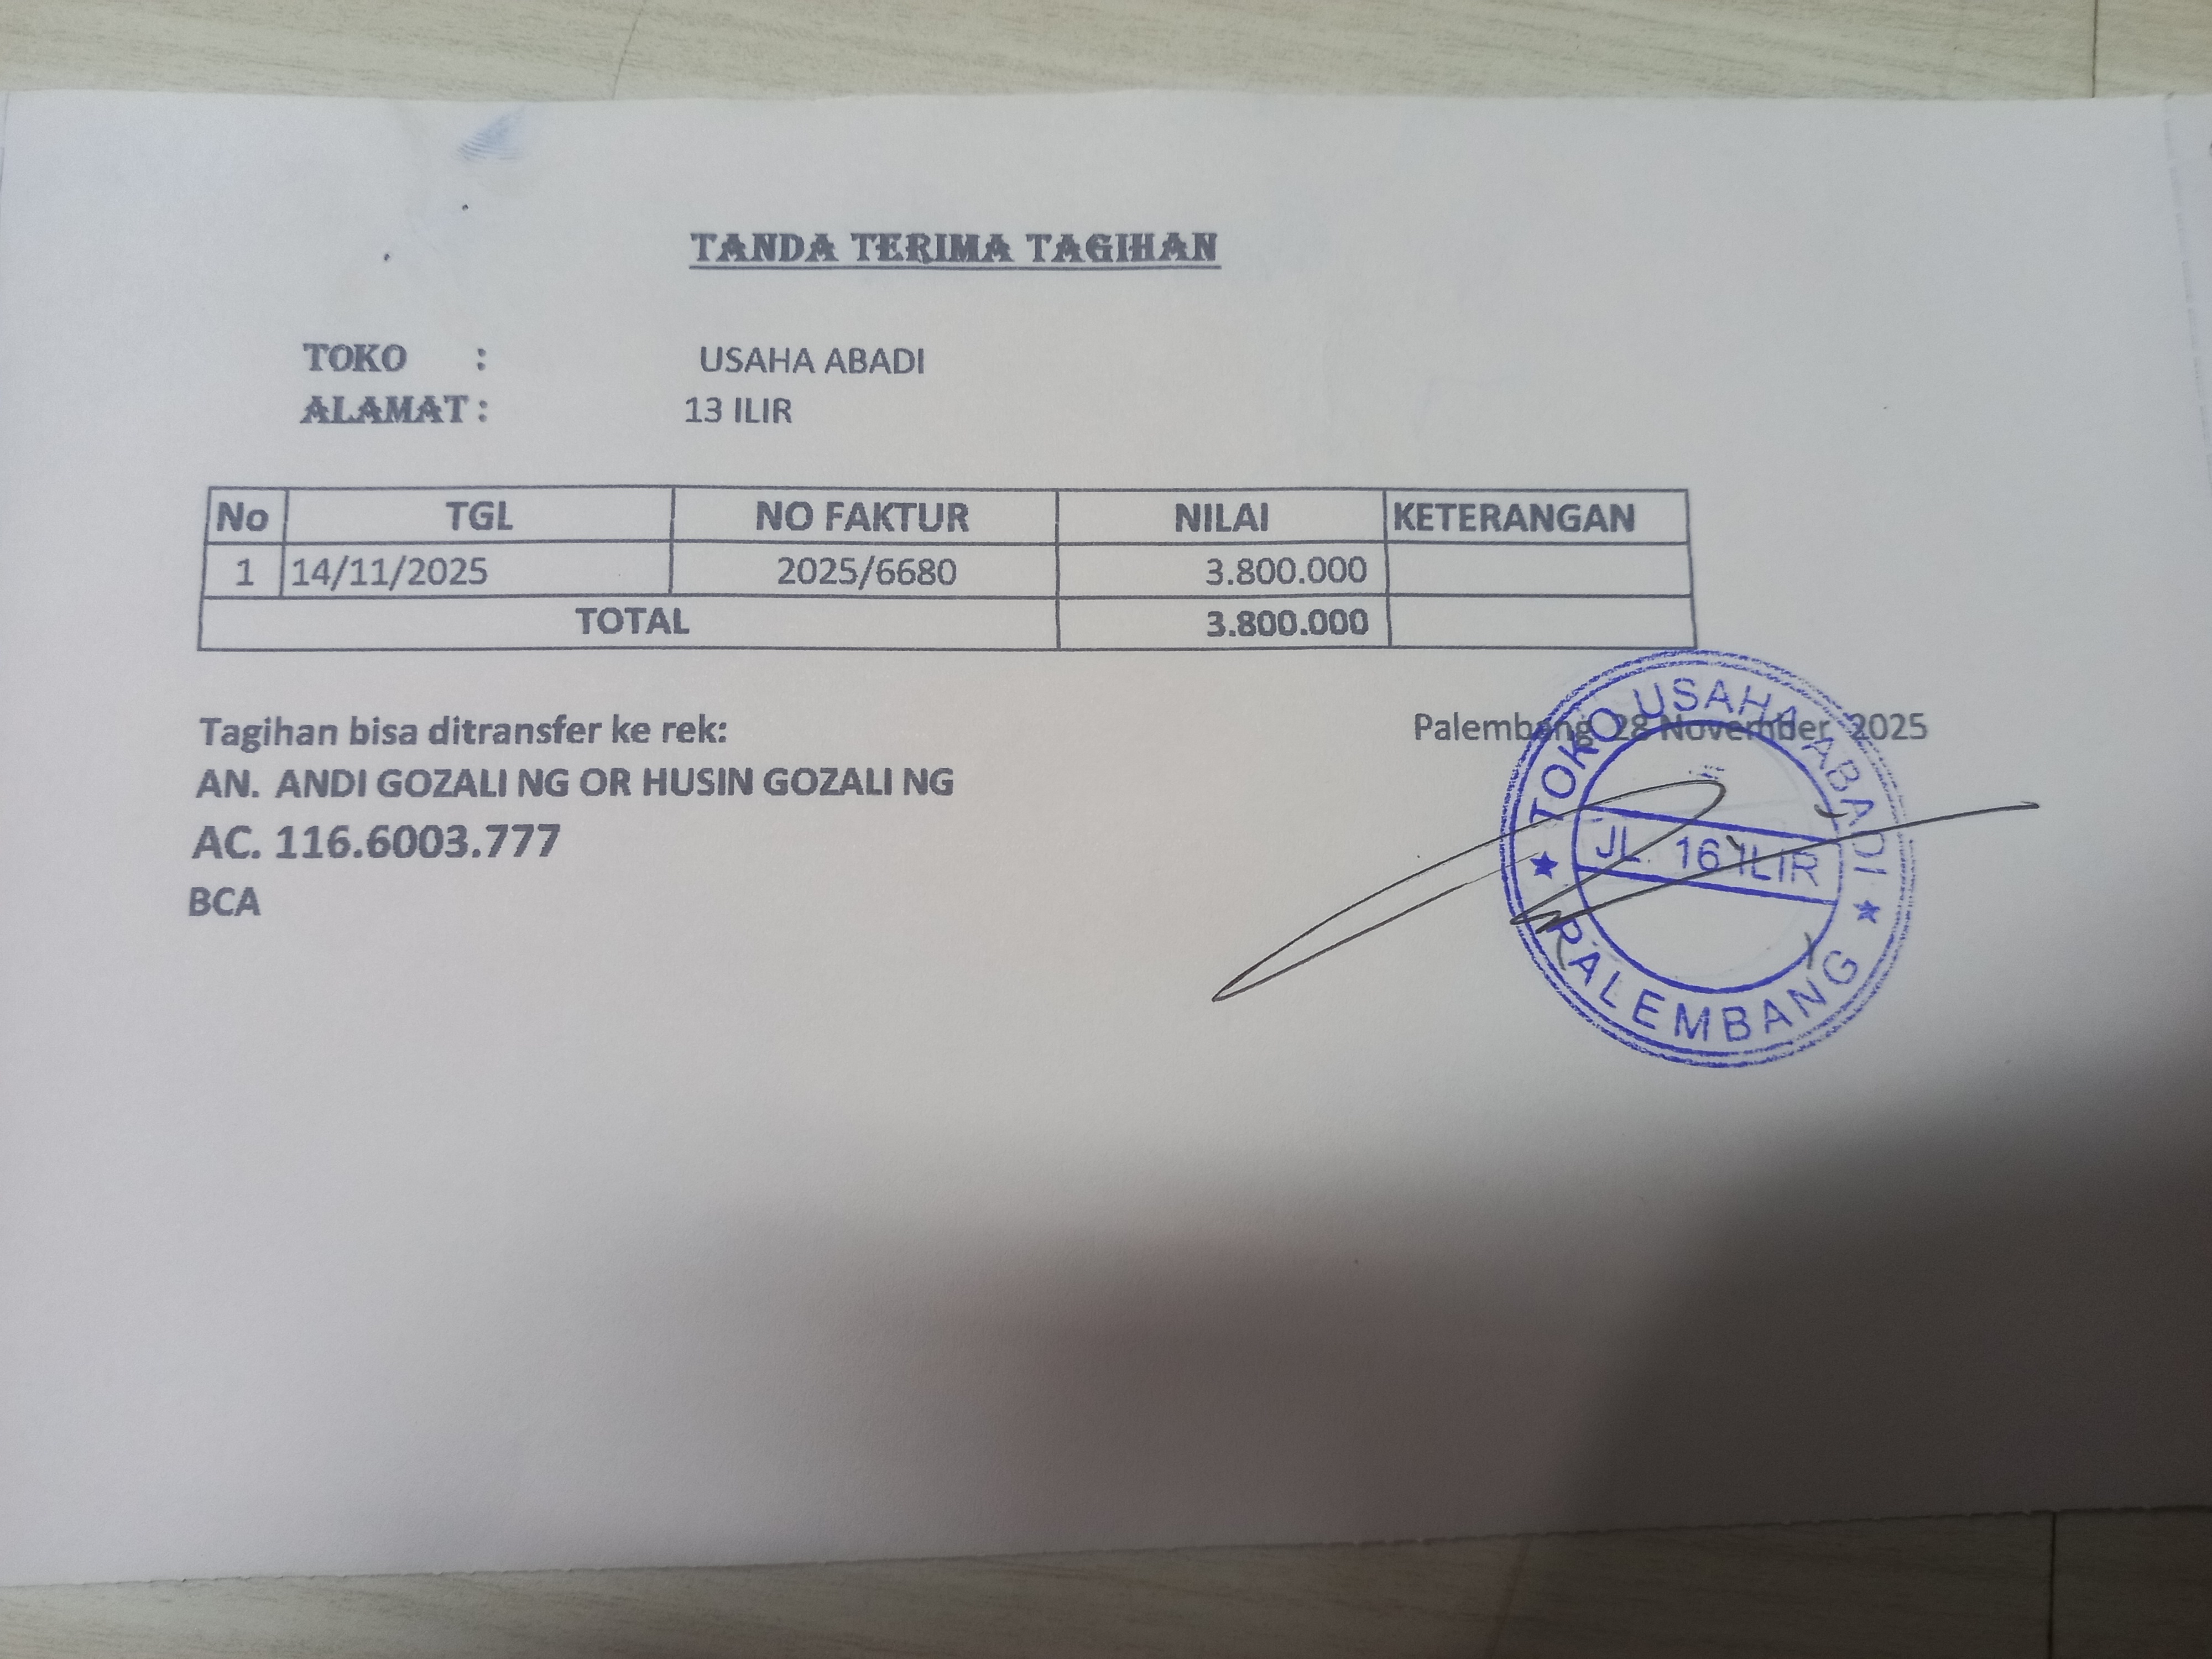 TANDA TERIMA TAGIHAN
TOKO : USAHA ABADI
ALAMAT : 13 ILIR
No TGL NO FAKTUR NILAI KETERANGAN
1 14/11/2025 2025/6680 3.800.000
TOTAL 3.800.000
Tagihan bisa ditransfer ke rek:
AN. ANDI GOZALI NG OR HUSIN GOZALI NG
AC. 116.6003.777
BCA
Palembang 28 November 2025
TOKO USAHA ABADI
JL. 16 ILIR
PALEMBANG